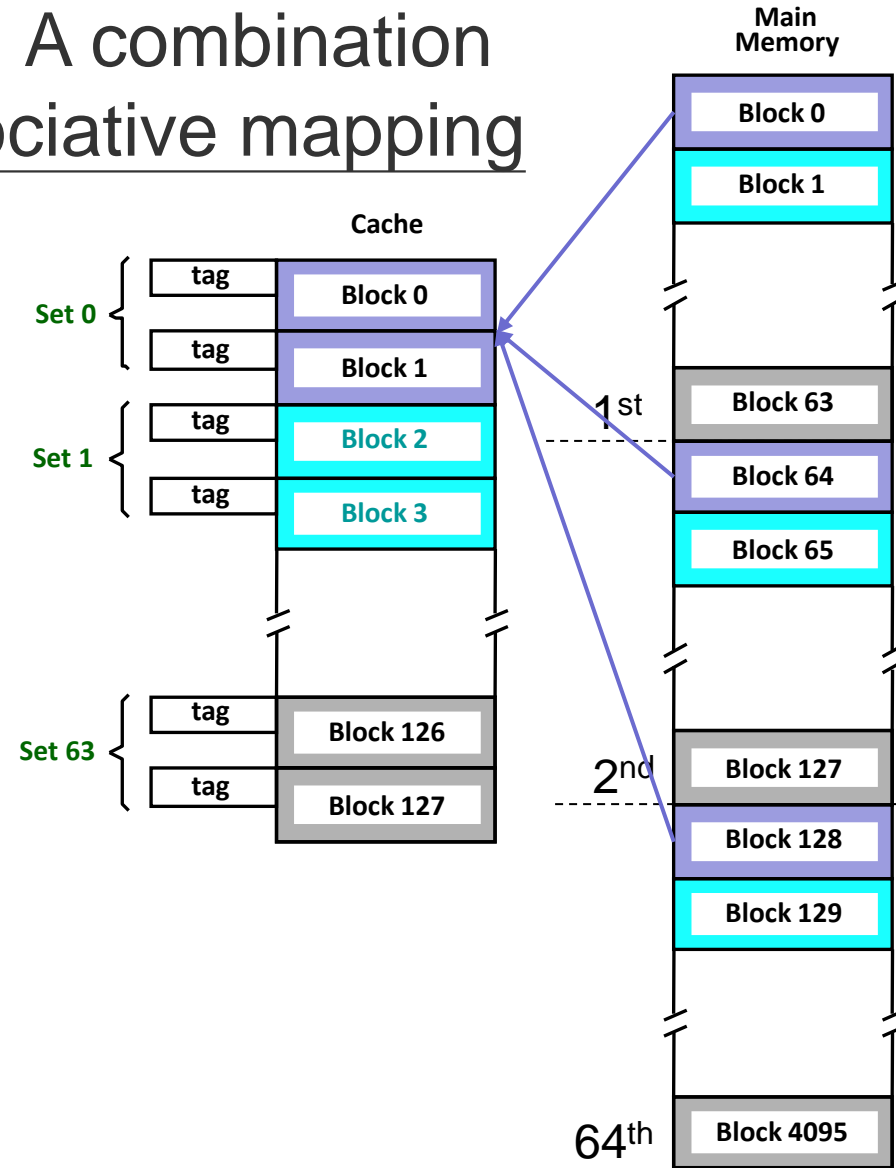 A combination
ociative mapping
Cache
Set 0
tag
Block 0
tag
Block 1
Set 1
tag
Block 2
tag
Block 3
Set 63
tag
Block 126
tag
Block 127
Main
Memory
Block 0
Block 1
Block 63
1st
Block 64
Block 65
Block 127
2nd
Block 128
Block 129
64th
Block 4095